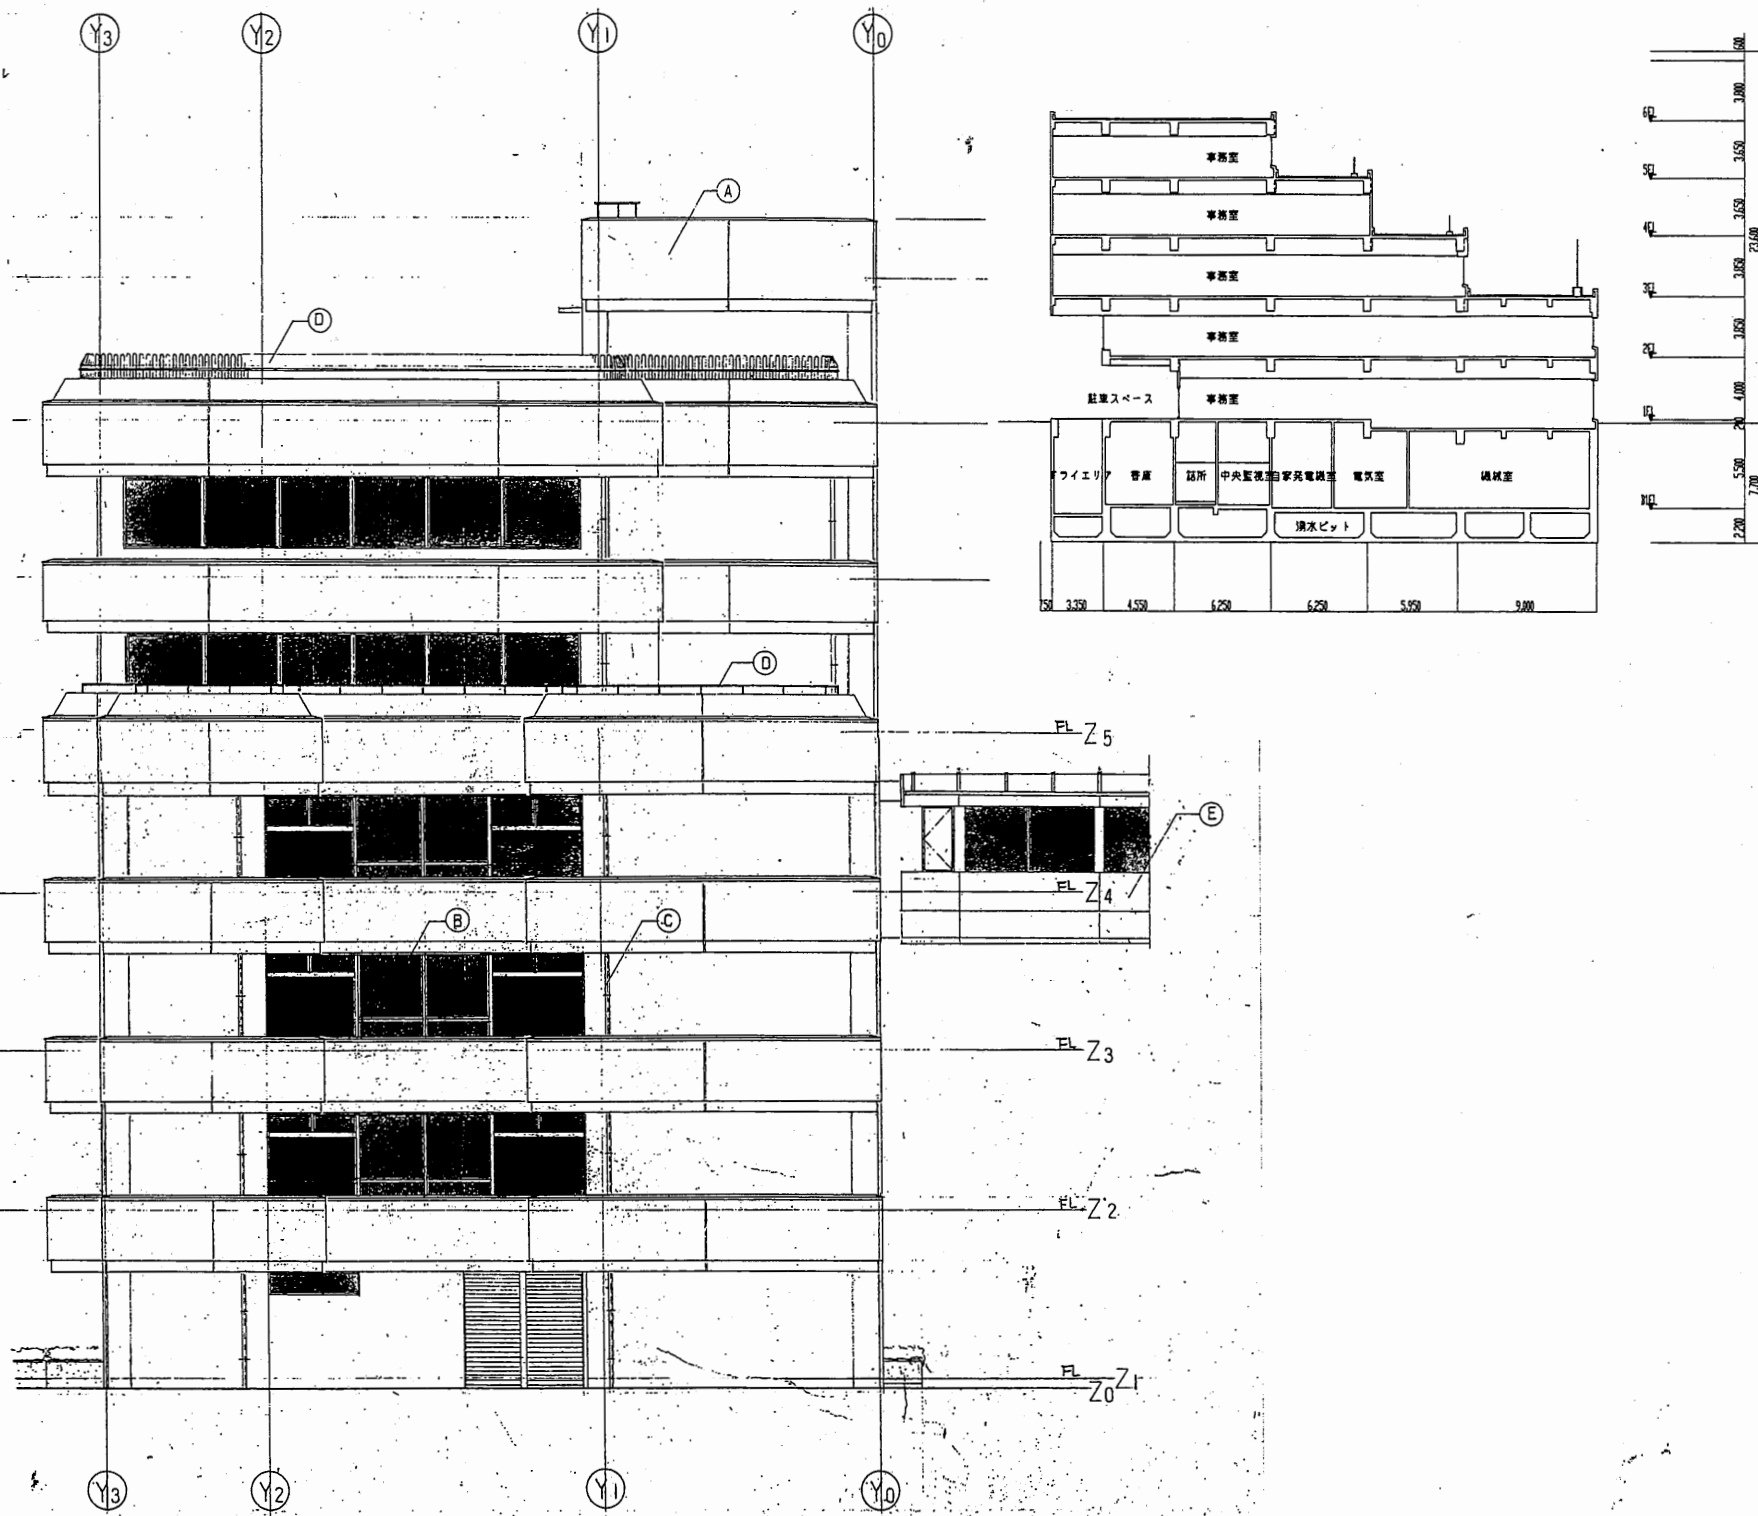 Y3 Y2 Y1 Y0
A
D
D
B
C
E
FL Z5
FL Z4
FL Z3
FL Z2
FL Z1
Z0
Y3 Y2 Y1 Y0
事務室
事務室
事務室
事務室
駐車スペース 事務室
ドライエリア 書庫 詰所 中央監視室 自家発電機室 電気室 機械室
湧水ピット
750 3,350 4,550 6,250 6,250 5,950 9,000
600
3,800
6FL
3,650
5FL
3,650
4FL
23,600
3,850
3FL
3,850
2FL
4,000
1FL
5,500
7,700
B1FL
2,200